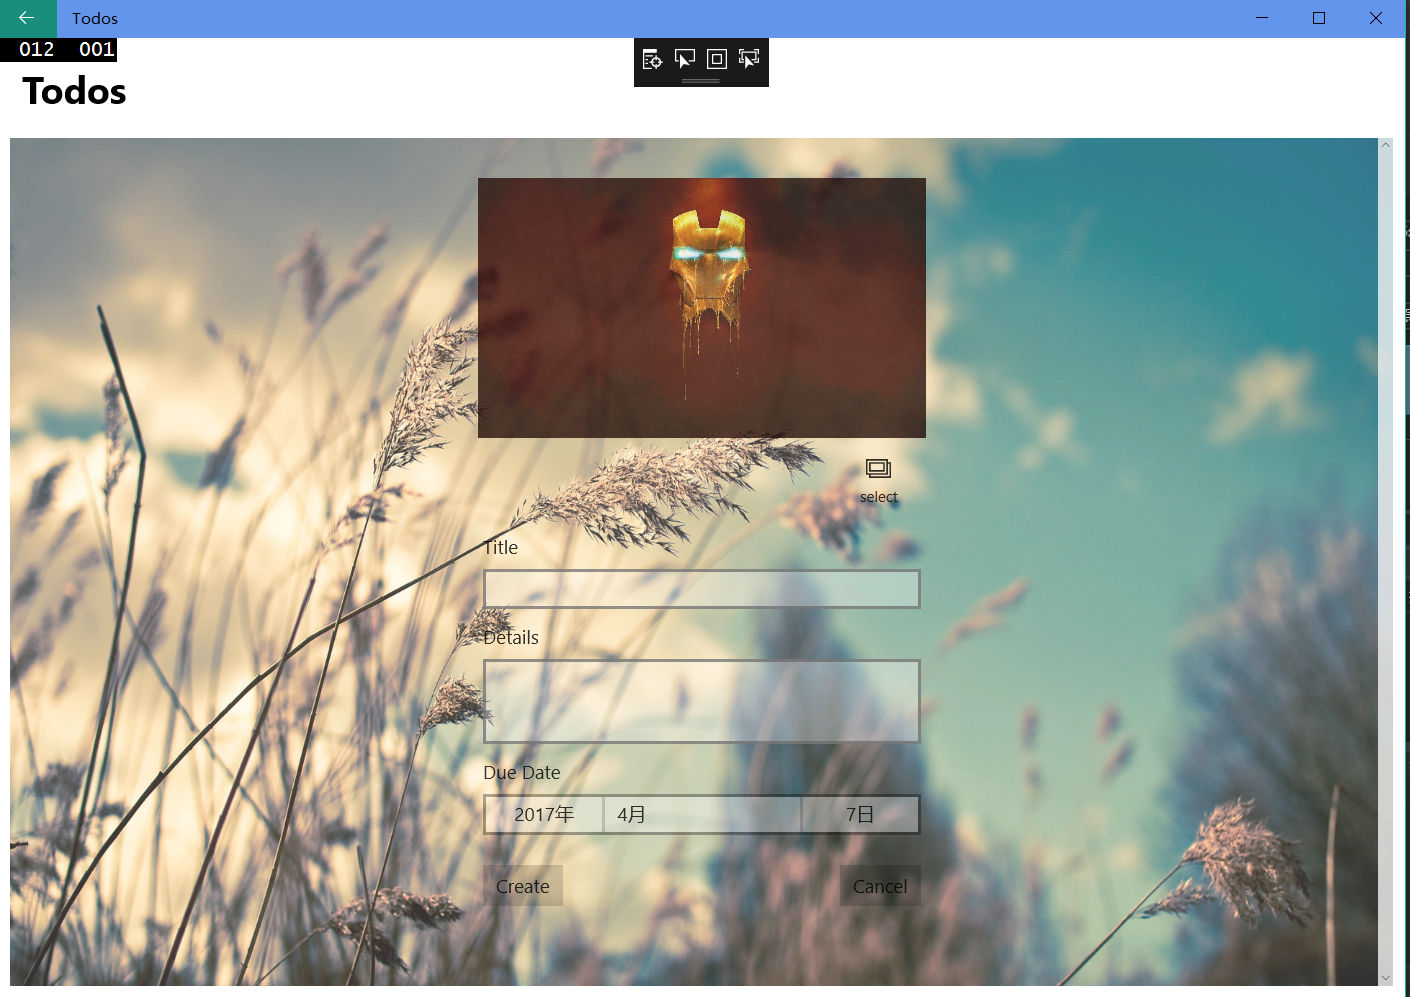 Todos
012 001
Todos
select
Title
Details
Due Date
2017年 4月 7日
Create Cancel